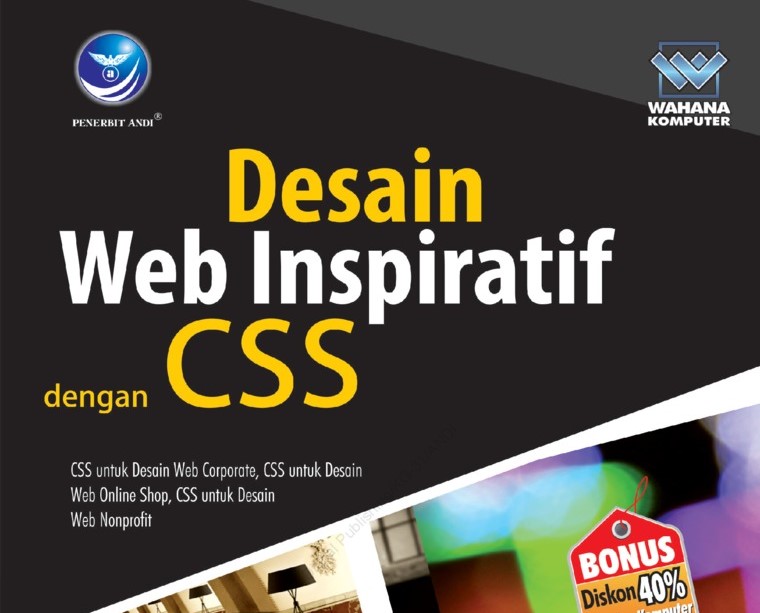 a
PENERBIT ANDI®
WAHANA
KOMPUTER
Desain
Web Inspiratif
dengan CSS
CSS untuk Desain Web Corporate, CSS untuk Desain
Web Online Shop, CSS untuk Desain
Web Nonprofit
BONUS
Diskon 40%